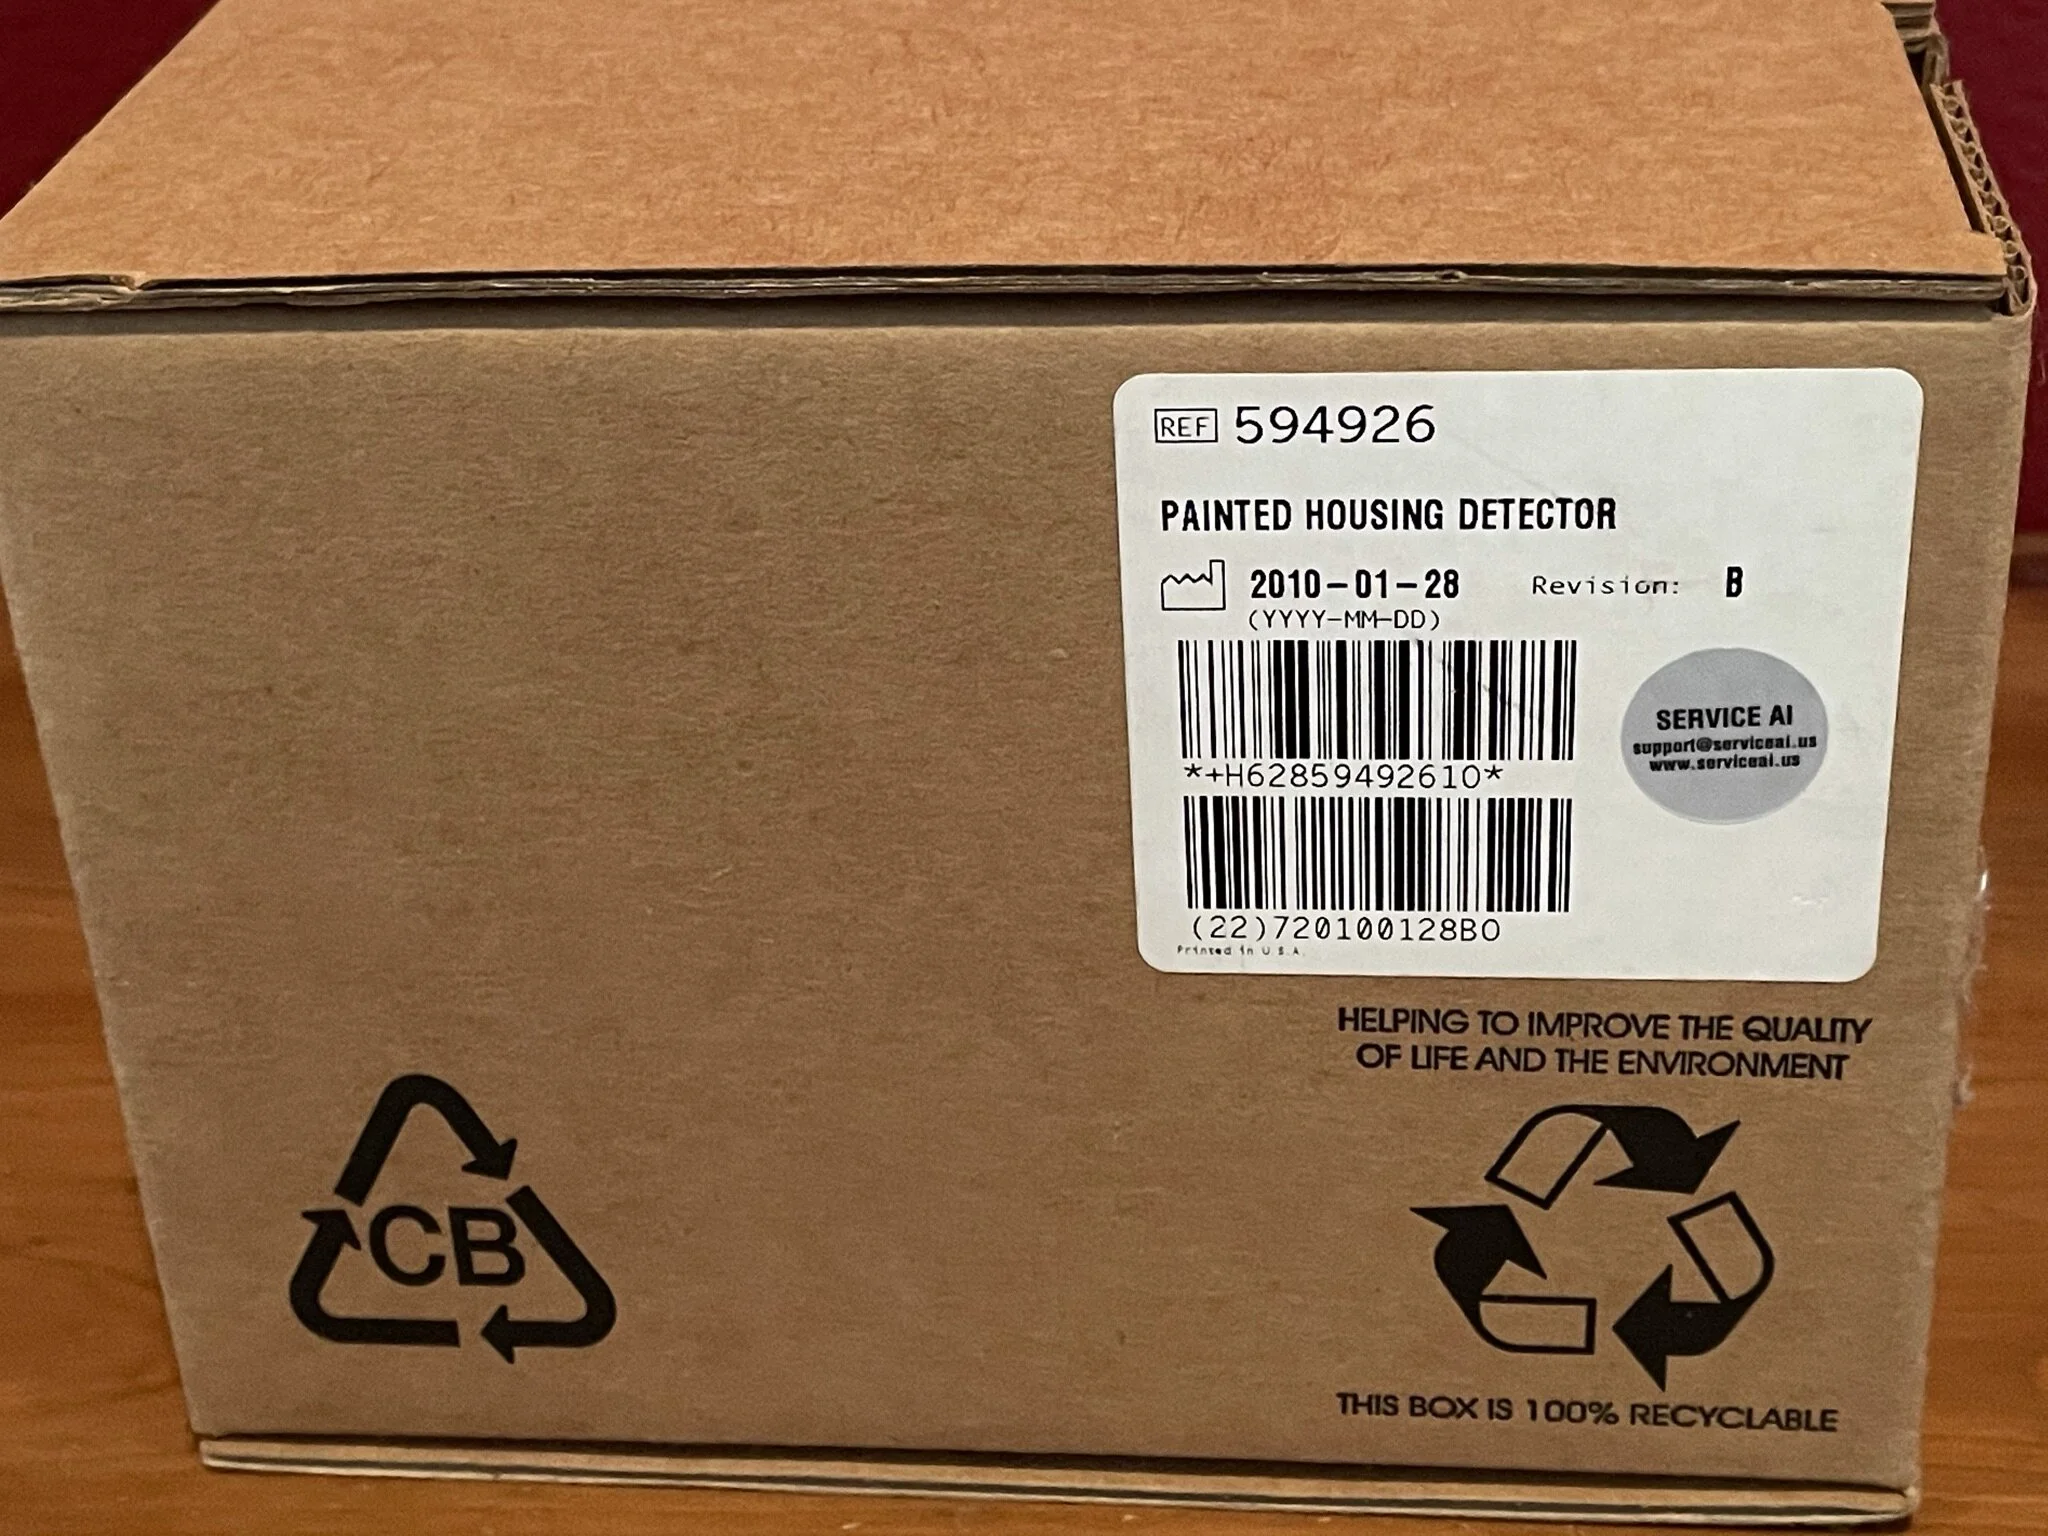 REF 594926
PAINTED HOUSING DETECTOR
2010-01-28 Revision: B
(YYYY-MM-DD)
*+H62859492610*
SERVICE AI
support@serviceai.us
www.serviceai.us
(22)720100128B0
Printed in U.S.A.
HELPING TO IMPROVE THE QUALITY
OF LIFE AND THE ENVIRONMENT
CB
THIS BOX IS 100% RECYCLABLE